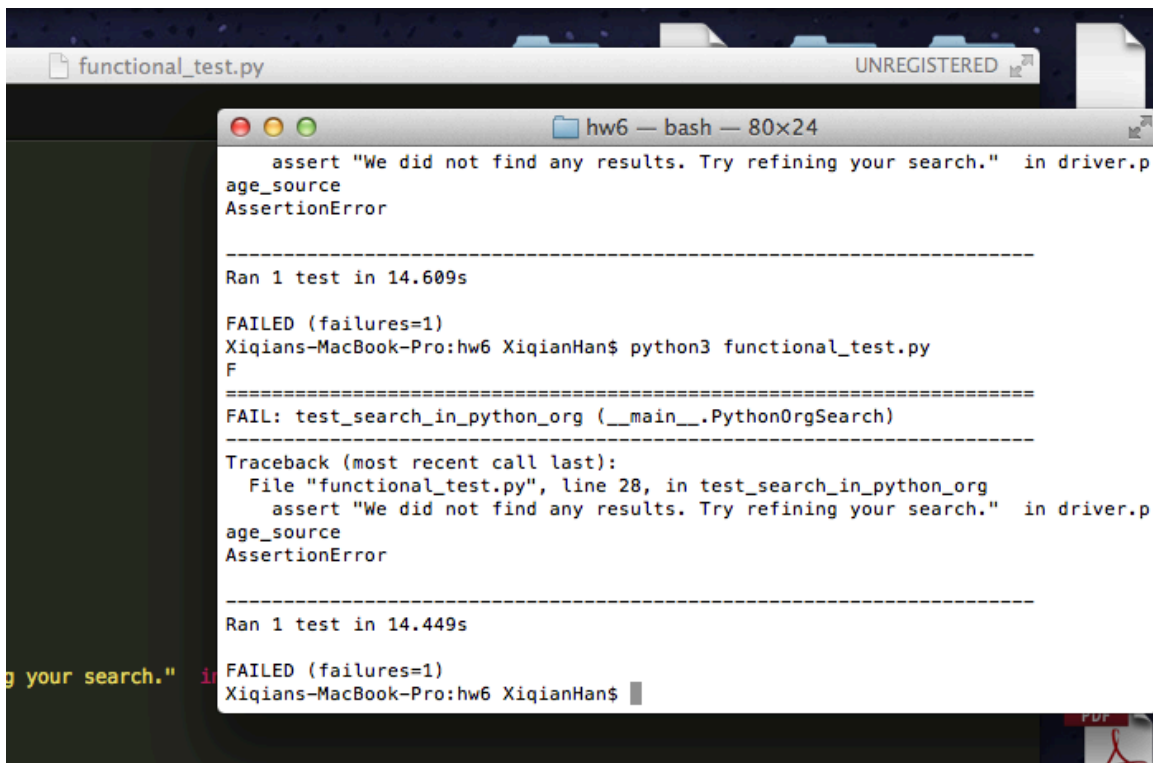 functional_test.py
UNREGISTERED
hw6 — bash — 80×24
    assert "We did not find any results. Try refining your search."  in driver.p
age_source
AssertionError
----------------------------------------------------------------------
Ran 1 test in 14.609s
FAILED (failures=1)
Xiqians-MacBook-Pro:hw6 XiqianHan$ python3 functional_test.py
F
======================================================================
FAIL: test_search_in_python_org (__main__.PythonOrgSearch)
----------------------------------------------------------------------
Traceback (most recent call last):
  File "functional_test.py", line 28, in test_search_in_python_org
    assert "We did not find any results. Try refining your search."  in driver.p
age_source
AssertionError
----------------------------------------------------------------------
Ran 1 test in 14.449s
FAILED (failures=1)
Xiqians-MacBook-Pro:hw6 XiqianHan$
g your search."  in
PDF